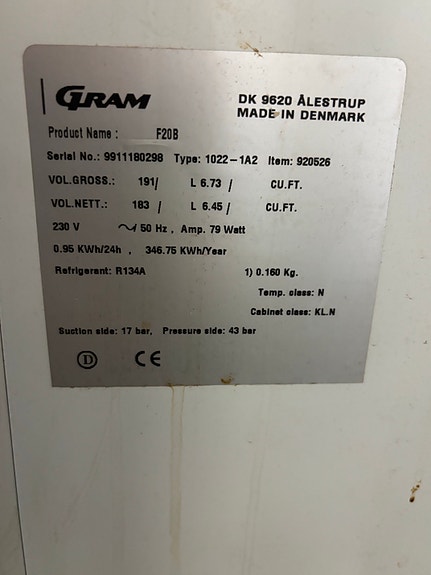 GRAM
DK 9620 ÅLESTRUP
MADE IN DENMARK
Product Name : F20B
Serial No.: 9911180298 Type: 1022-1A2 Item: 920526
VOL.GROSS.: 191/ L 6.73 / CU.FT.
VOL.NETT.: 183 / L 6.45 / CU.FT.
230 V ~/ 50 Hz , Amp. 79 Watt
0.95 KWh/24h , 346.75 KWh/Year
Refrigerant: R134A 1) 0.160 Kg.
Temp. class: N
Cabinet class: KL.N
Suction side: 17 bar, Pressure side: 43 bar
D CE